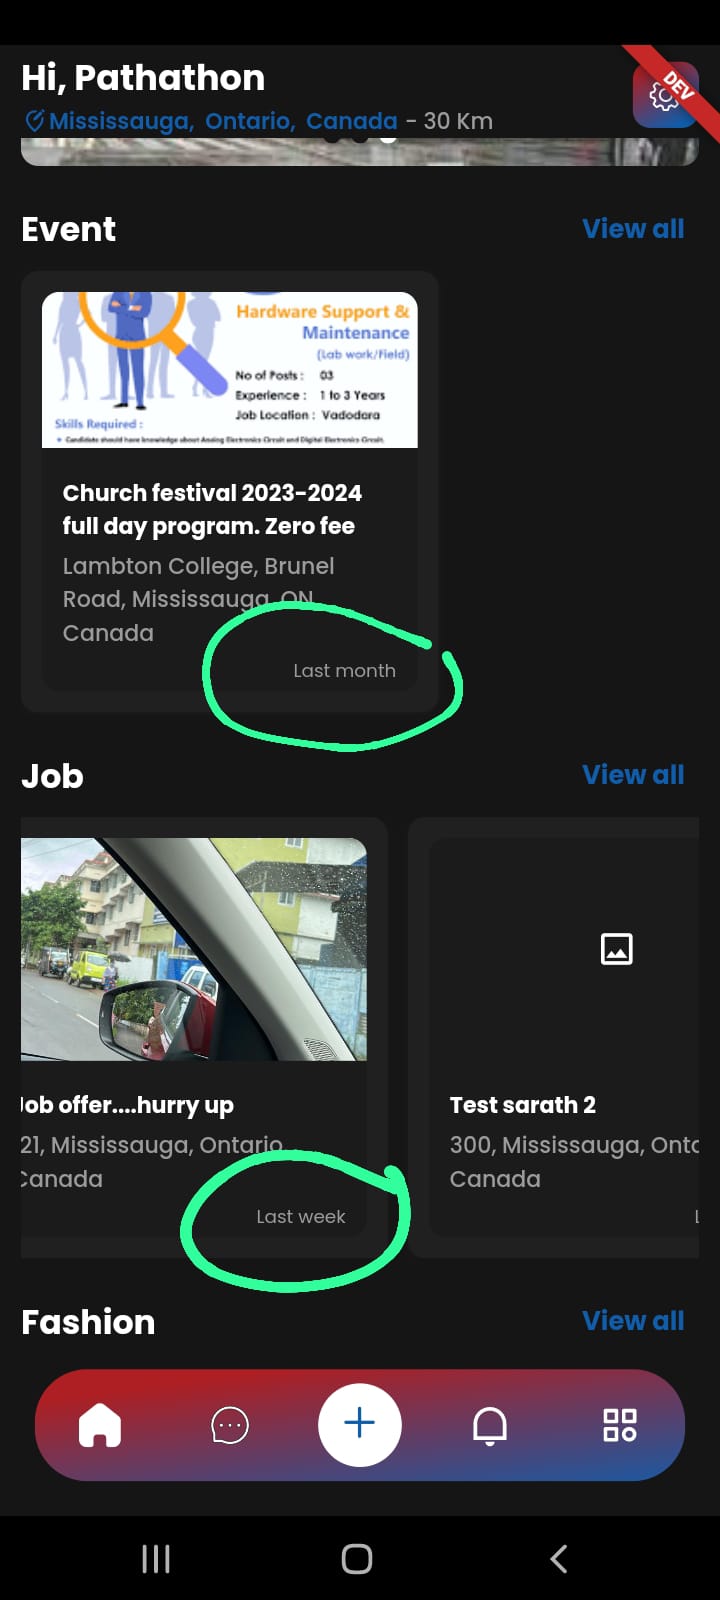 Hi, Pathathon
DEV
Mississauga, Ontario, Canada - 30 Km
Event
View all
Hardware Support &
Maintenance
(Lab work/Field)
No of Posts : 03
Experience : 1 to 3 Years
Job Location : Vadodara
Skills Required :
Candidate should have knowledge about Analog Electronics Circuit and Digital Electronics Circuit.
Church festival 2023-2024
full day program. Zero fee
Lambton College, Brunel
Road, Mississauga, ON,
Canada
Last month
Job
View all
Job offer....hurry up
21, Mississauga, Ontario,
Canada
Last week
Test sarath 2
300, Mississauga, Onta
Canada
L
Fashion
View all